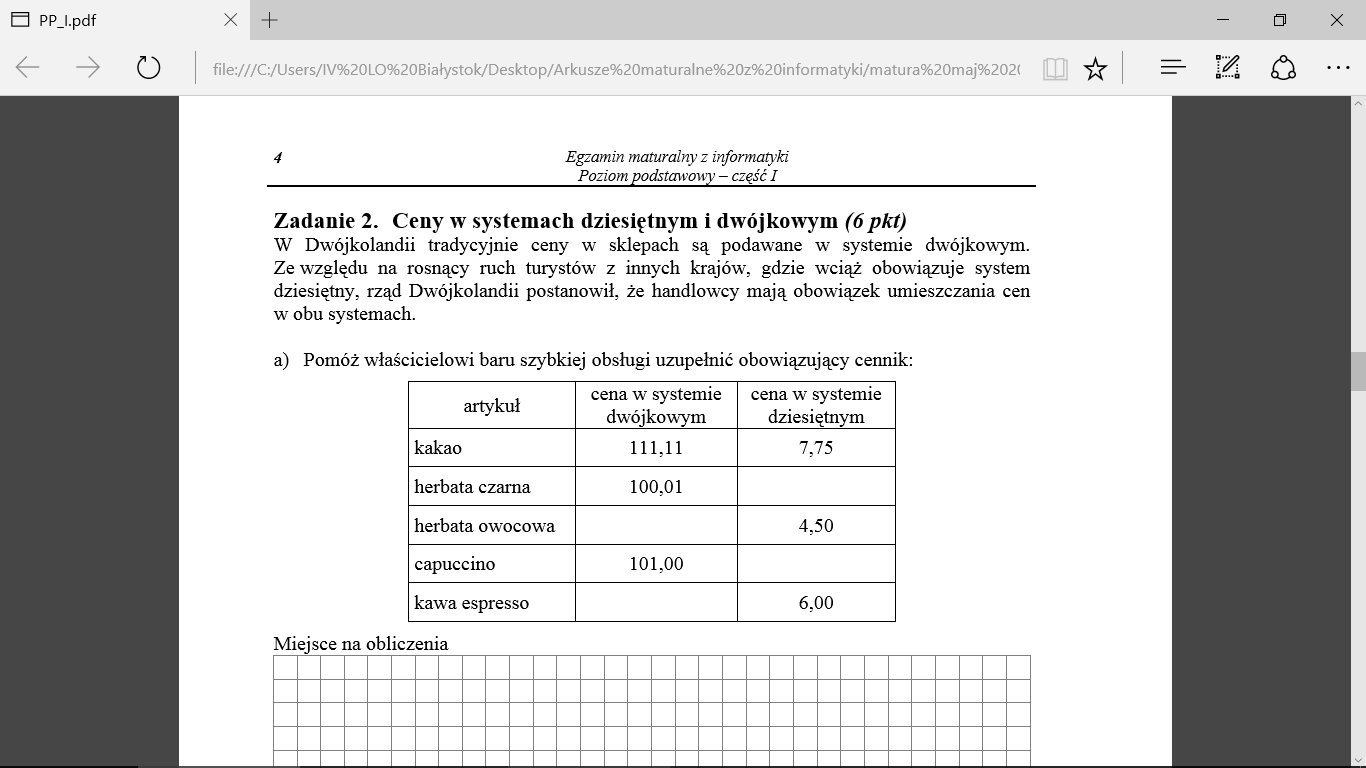 PP_I.pdf
file:///C:/Users/IV%20LO%20Białystok/Desktop/Arkusze%20maturalne%20z%20informatyki/matura%20maj%202(
4
Egzamin maturalny z informatyki
Poziom podstawowy – część I
Zadanie 2. Ceny w systemach dziesiętnym i dwójkowym (6 pkt)
W Dwójkolandii tradycyjnie ceny w sklepach są podawane w systemie dwójkowym.
Ze względu na rosnący ruch turystów z innych krajów, gdzie wciąż obowiązuje system
dziesiętny, rząd Dwójkolandii postanowił, że handlowcy mają obowiązek umieszczania cen
w obu systemach.
a) Pomóż właścicielowi baru szybkiej obsługi uzupełnić obowiązujący cennik:
artykuł cena w systemie dwójkowym cena w systemie dziesiętnym
kakao 111,11 7,75
herbata czarna 100,01
herbata owocowa 4,50
capuccino 101,00
kawa espresso 6,00
Miejsce na obliczenia